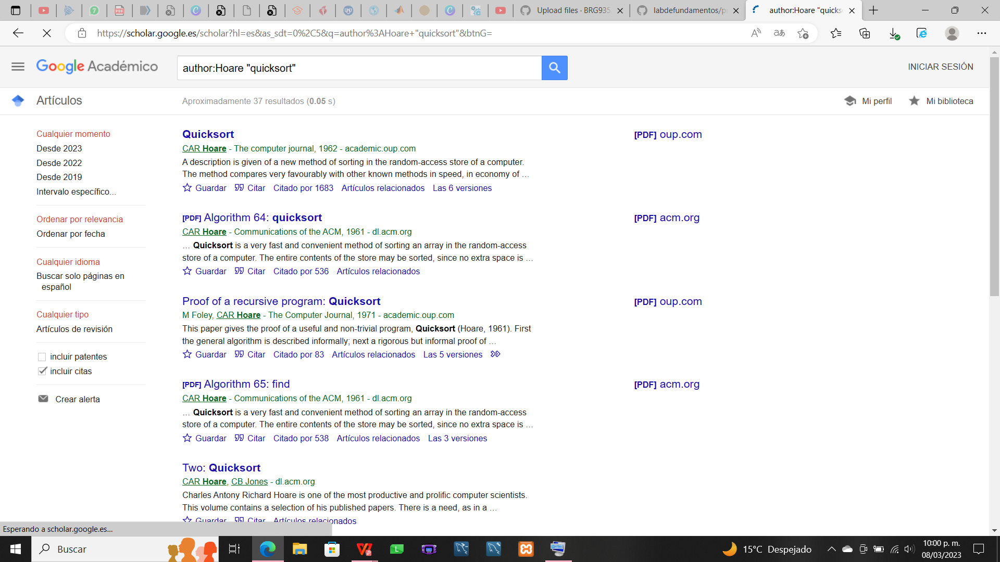 Upload files · BRG935
labdefundamentos/p
author:Hoare "quicks
https://scholar.google.es/scholar?hl=es&as_sdt=0%2C5&q=author%3AHoare+"quicksort"&btnG=
Google Académico
author:Hoare "quicksort"
INICIAR SESIÓN
Artículos
Aproximadamente 37 resultados (0.05 s)
Mi perfil
Mi biblioteca
Cualquier momento
Desde 2023
Desde 2022
Desde 2019
Intervalo específico...
Ordenar por relevancia
Ordenar por fecha
Cualquier idioma
Buscar solo páginas en
español
Cualquier tipo
Artículos de revisión
incluir patentes
incluir citas
Crear alerta
Quicksort
[PDF] oup.com
CAR Hoare - The computer journal, 1962 - academic.oup.com
A description is given of a new method of sorting in the random-access store of a computer.
The method compares very favourably with other known methods in speed, in economy of …
Guardar Citar Citado por 1683 Artículos relacionados Las 6 versiones
[PDF] Algorithm 64: quicksort
[PDF] acm.org
CAR Hoare - Communications of the ACM, 1961 - dl.acm.org
… Quicksort is a very fast and convenient method of sorting an array in the random-access
store of a computer. The entire contents of the store may be sorted, since no extra space is …
Guardar Citar Citado por 536 Artículos relacionados
Proof of a recursive program: Quicksort
[PDF] oup.com
M Foley, CAR Hoare - The Computer Journal, 1971 - academic.oup.com
This paper gives the proof of a useful and non-trivial program, Quicksort (Hoare, 1961). First
the general algorithm is described informally; next a rigorous but informal proof of …
Guardar Citar Citado por 83 Artículos relacionados Las 5 versiones
[PDF] Algorithm 65: find
[PDF] acm.org
CAR Hoare - Communications of the ACM, 1961 - dl.acm.org
… Quicksort is a very fast and convenient method of sorting an array in the random-access
store of a computer. The entire contents of the store may be sorted, since no extra space is …
Guardar Citar Citado por 538 Artículos relacionados Las 3 versiones
Two: Quicksort
CAR Hoare, CB Jones - dl.acm.org
Charles Antony Richard Hoare is one of the most productive and prolific computer scientists.
This volume contains a selection of his published papers. There is a need, as in a …
Guardar Citar Artículos relacionados
Esperando a scholar.google.es...
Buscar
15°C Despejado
10:00 p. m.
08/03/2023